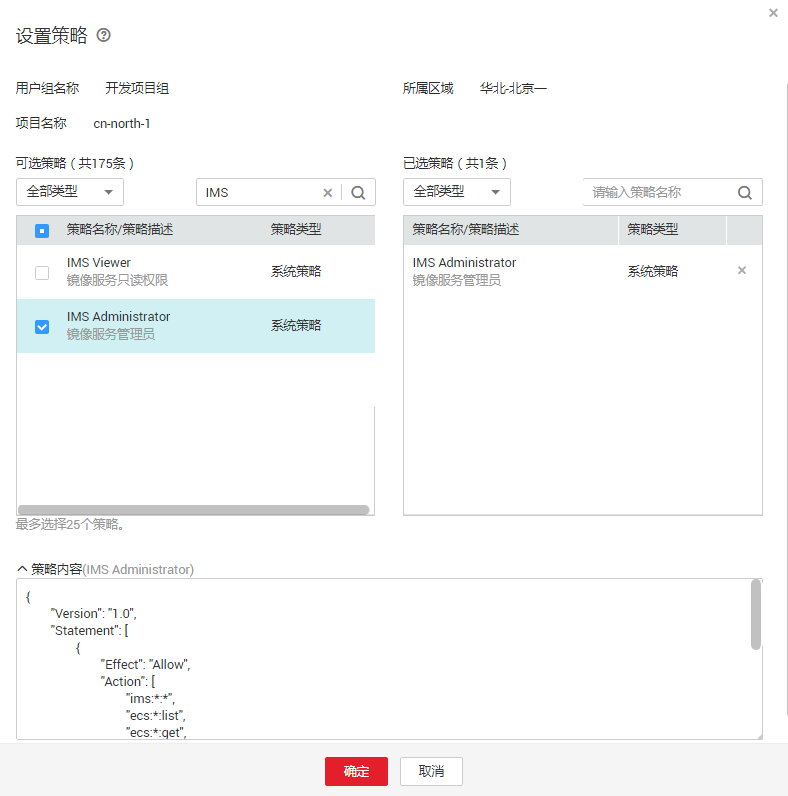 设置策略
用户组名称 开发项目组 所属区域 华北-北京一
项目名称 cn-north-1
可选策略（共175条） 已选策略（共1条）
全部类型 IMS 全部类型 请输入策略名称
策略名称/策略描述 策略类型 策略名称/策略描述 策略类型
IMS Viewer
镜像服务只读权限
系统策略
IMS Administrator
镜像服务管理员
系统策略
IMS Administrator
镜像服务管理员
系统策略
最多选择25个策略。
策略内容(IMS Administrator)
{
"Version": "1.0",
"Statement": [
{
"Effect": "Allow",
"Action": [
"ims:*:*",
"ecs:*:list",
"ecs:*:get",
确定 取消